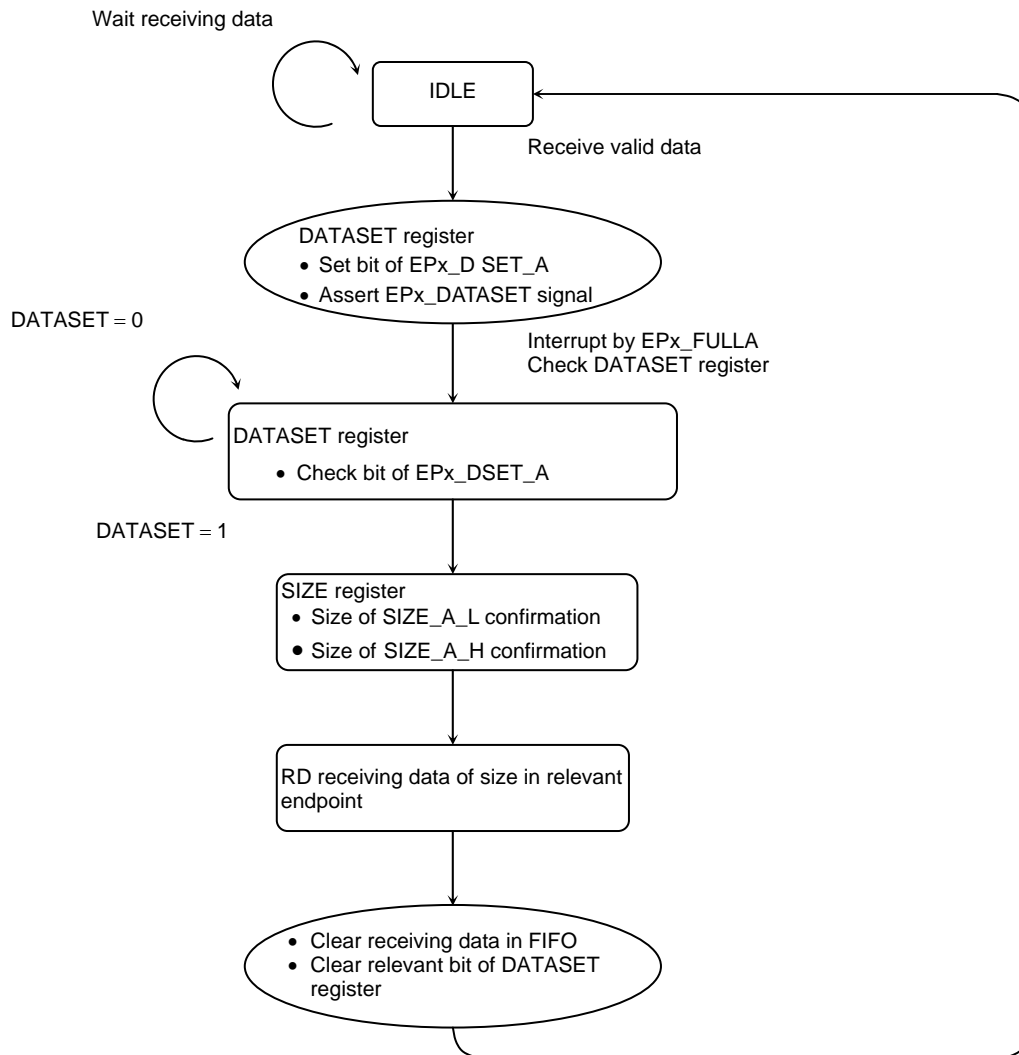 Wait receiving data
IDLE
Receive valid data
DATASET register
• Set bit of EPx_D SET_A
• Assert EPx_DATASET signal
DATASET = 0
Interrupt by EPx_FULLA
Check DATASET register
DATASET register
• Check bit of EPx_DSET_A
DATASET = 1
SIZE register
• Size of SIZE_A_L confirmation
• Size of SIZE_A_H confirmation
RD receiving data of size in relevant
endpoint
• Clear receiving data in FIFO
• Clear relevant bit of DATASET
register